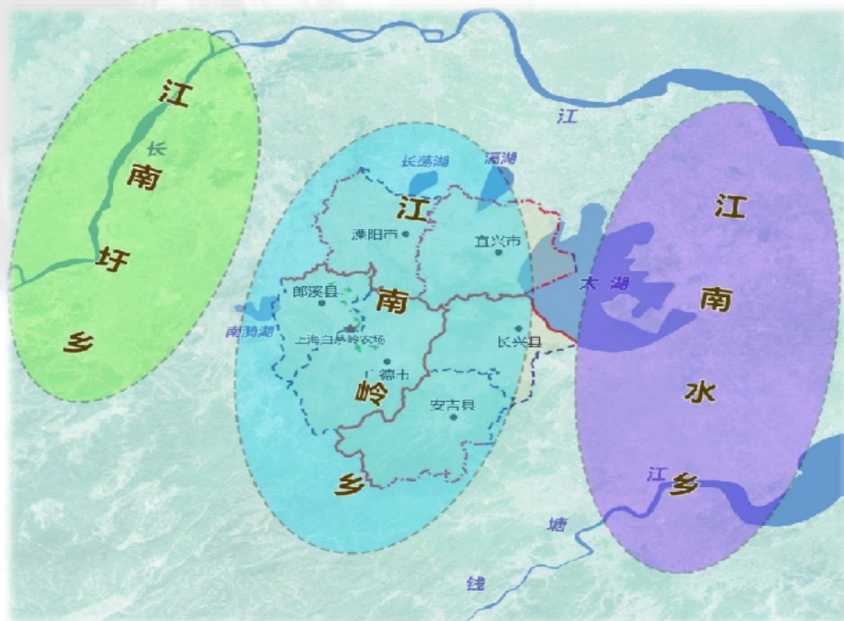 江南圩乡
长
江
江南岭乡
长荡湖
滆湖
溧阳市
宜兴市
郎溪县
南漪湖
上海白茅岭农场
广德市
长兴县
安吉县
太湖
江南水乡
钱塘江